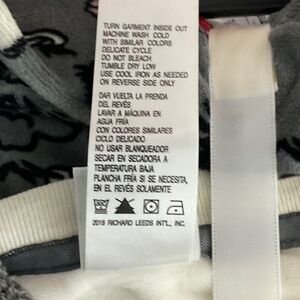 TURN GARMENT INSIDE OUT
MACHINE WASH COLD
WITH SIMILAR COLORS
DELICATE CYCLE
DO NOT BLEACH
TUMBLE DRY LOW
USE COOL IRON AS NEEDED
ON REVERSE SIDE ONLY
DAR VUELTA LA PRENDA
DEL REVÉS
LAVAR A MÁQUINA EN
AGUA FRÍA
CON COLORES SIMILARES
CICLO DELICADO
NO USAR BLANQUEADOR
SECAR EN SECADORA A
TEMPERATURA BAJA
PLANCHA FRÍA SI ES NECESARIO,
EN EL REVÉS SOLAMENTE
2018 RICHARD LEEDS INT'L., INC.